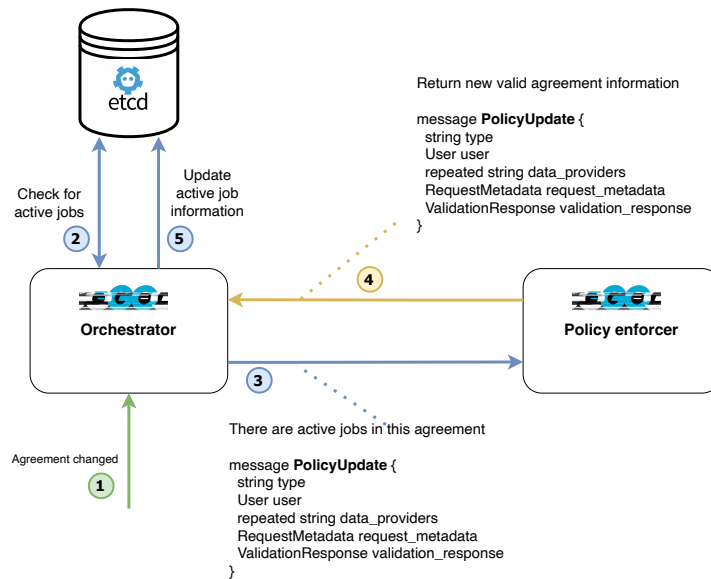 etcd
Return new valid agreement information
message PolicyUpdate {
string type
User user
repeated string data_providers
RequestMetadata request_metadata
ValidationResponse validation_response
}
Check for
active jobs
2
Update
active job
information
5
4
Orchestrator
Policy enforcer
3
Agreement changed
1
There are active jobs in this agreement
message PolicyUpdate {
string type
User user
repeated string data_providers
RequestMetadata request_metadata
ValidationResponse validation_response
}